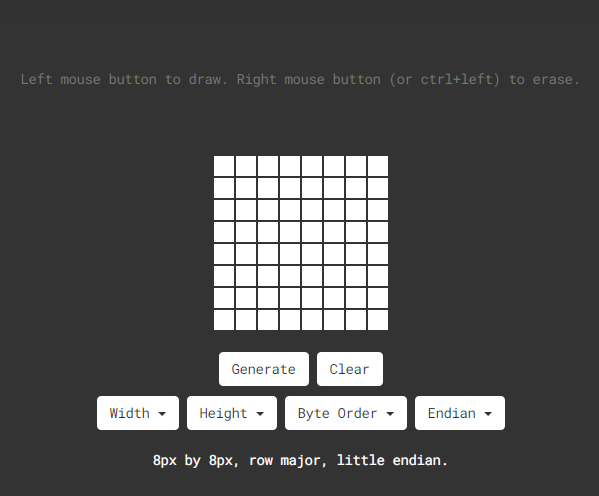 Left mouse button to draw. Right mouse button (or ctrl+left) to erase.
Generate Clear
Width Height Byte Order Endian
8px by 8px, row major, little endian.